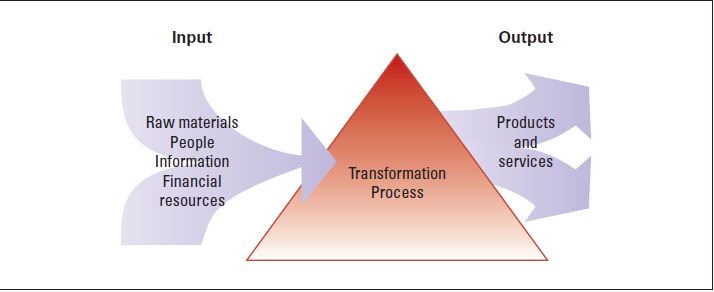 Input
Output
Raw materials
People
Information
Financial
resources
Transformation
Process
Products
and
services